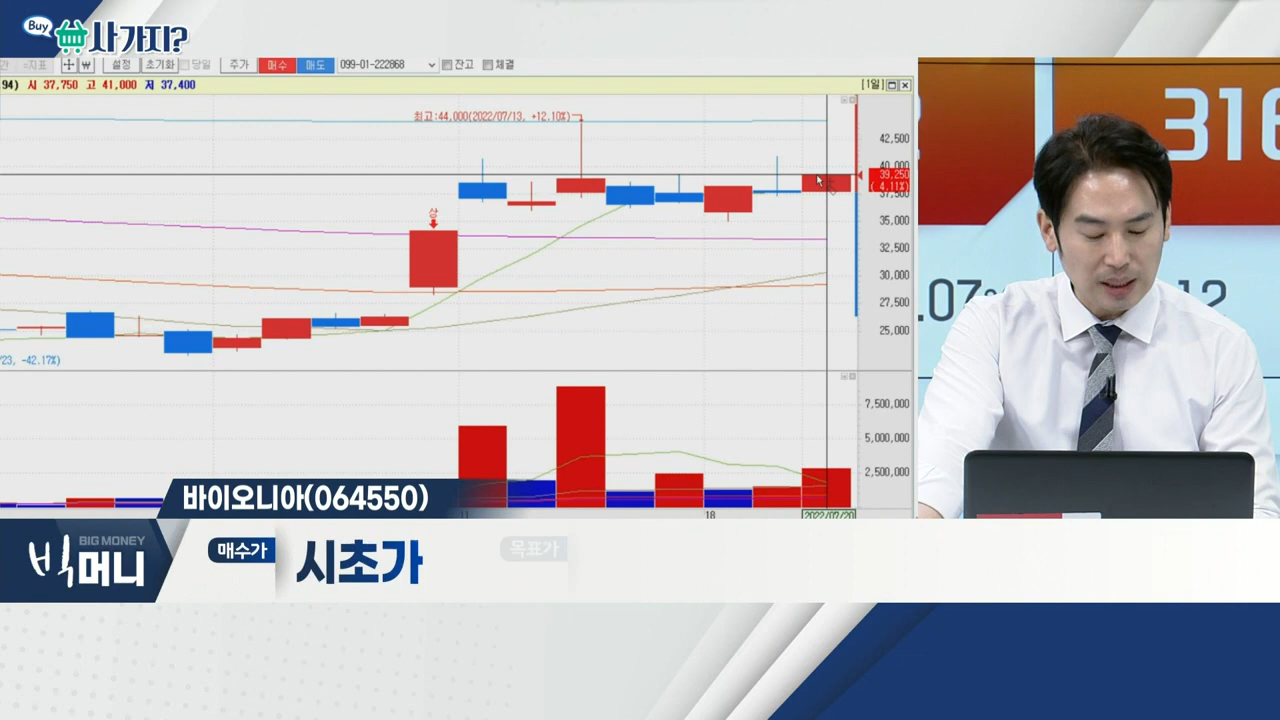 Buy
사가지?
설정 초기화 당일 주가 매수 매도 099-01-222868 잔고 체결
94) 시 37,750 고 41,000 저 37,400
[1일]
최고:44,000(2022/07/13, +12.10%)
상
42,500
40,000
39,250
( 4.11%)
37,500
35,000
32,500
30,000
27,500
25,000
/23, -42.17%)
7,500,000
5,000,000
2,500,000
11
18
2022/07/20
316
.07%
12
바이오니아(064550)
BIG MONEY
빅머니
매수가
시초가
목표가